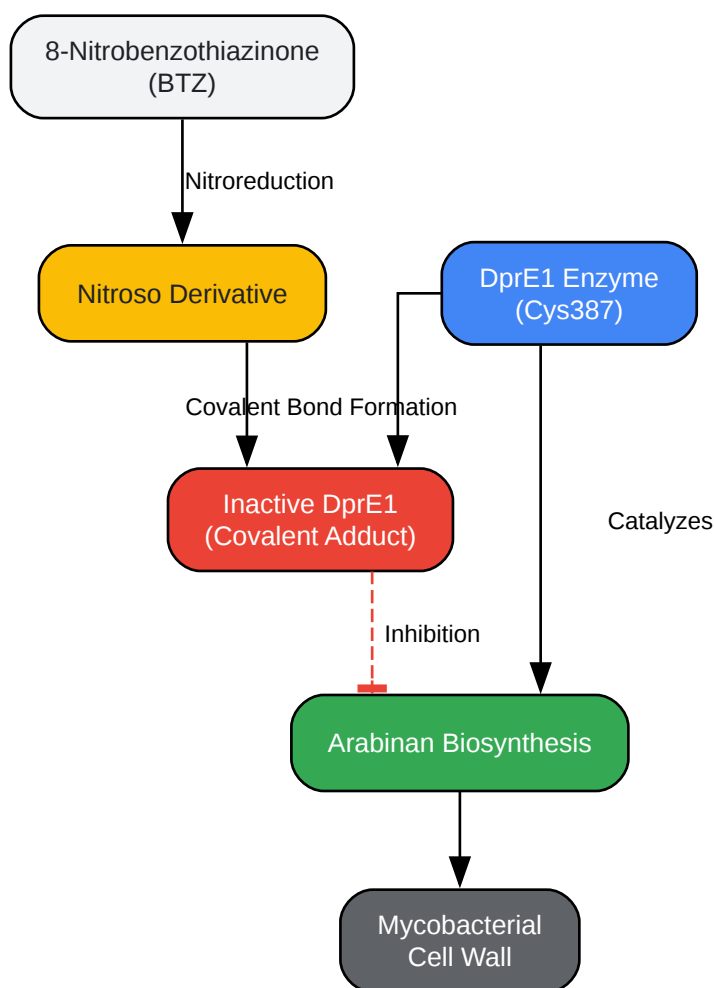 8-Nitrobenzothiazinone
(BTZ)
Nitroreduction
Nitroso Derivative
DprE1 Enzyme
(Cys387)
Covalent Bond Formation
Inactive DprE1
(Covalent Adduct)
Catalyzes
Inhibition
Arabinan Biosynthesis
Mycobacterial
Cell Wall